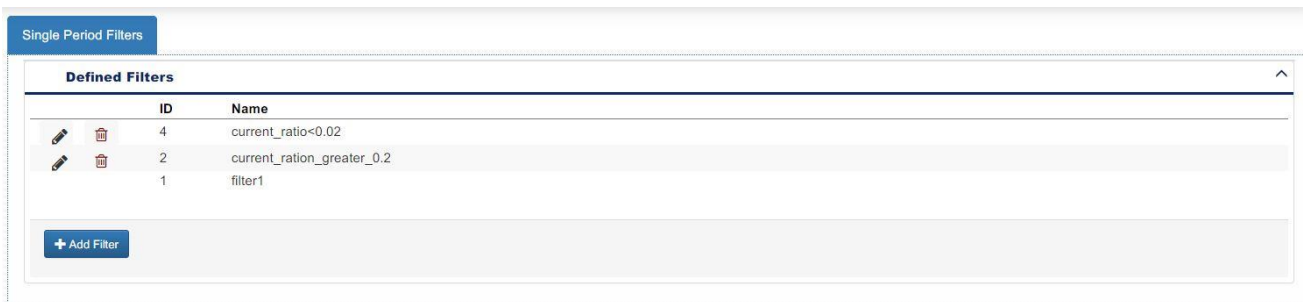 Single Period Filters
Defined Filters
ID Name
4 current_ratio<0.02
2 current_ration_greater_0.2
1 filter1
Add Filter